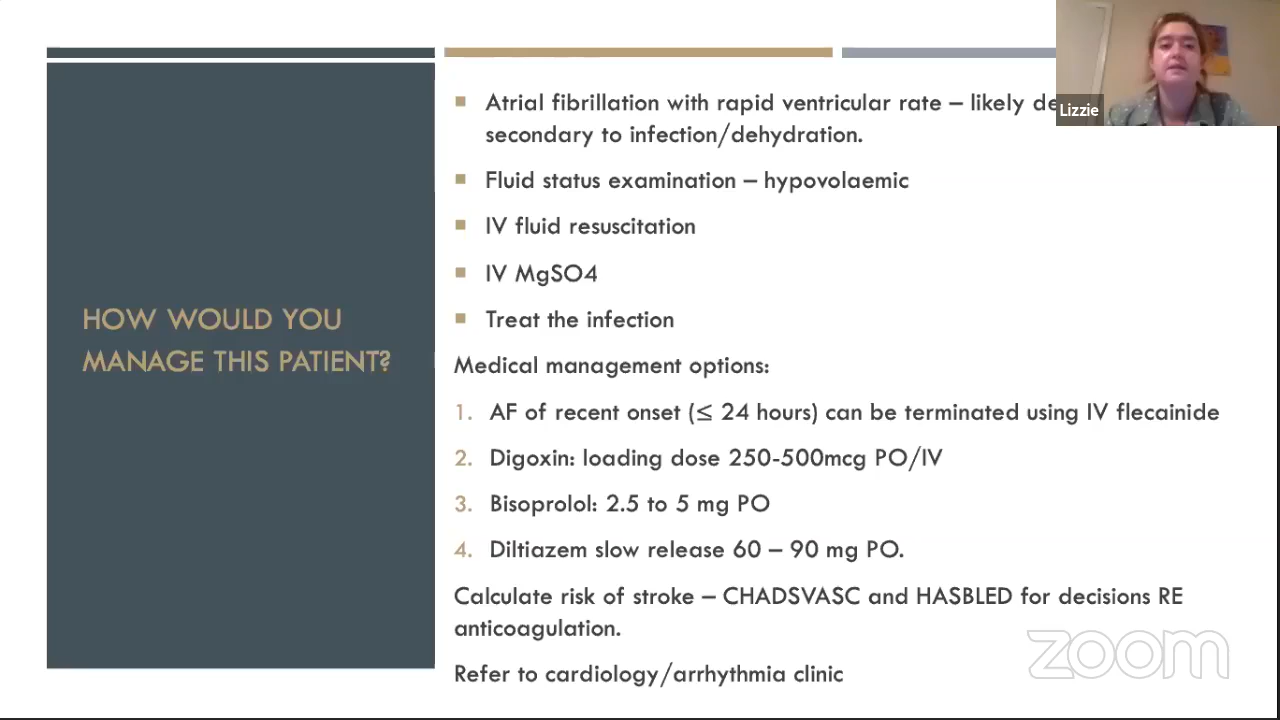 HOW WOULD YOU
MANAGE THIS PATIENT?
Atrial fibrillation with rapid ventricular rate – likely
secondary to infection/dehydration.
Fluid status examination – hypovolaemic
IV fluid resuscitation
IV MgSO4
Treat the infection
Medical management options:
1. AF of recent onset (≤ 24 hours) can be terminated using IV flecainide
2. Digoxin: loading dose 250-500mcg PO/IV
3. Bisoprolol: 2.5 to 5 mg PO
4. Diltiazem slow release 60 – 90 mg PO.
Calculate risk of stroke – CHADSVASC and HASBLED for decisions RE
anticoagulation.
Refer to cardiology/arrhythmia clinic
Lizzie
zoom